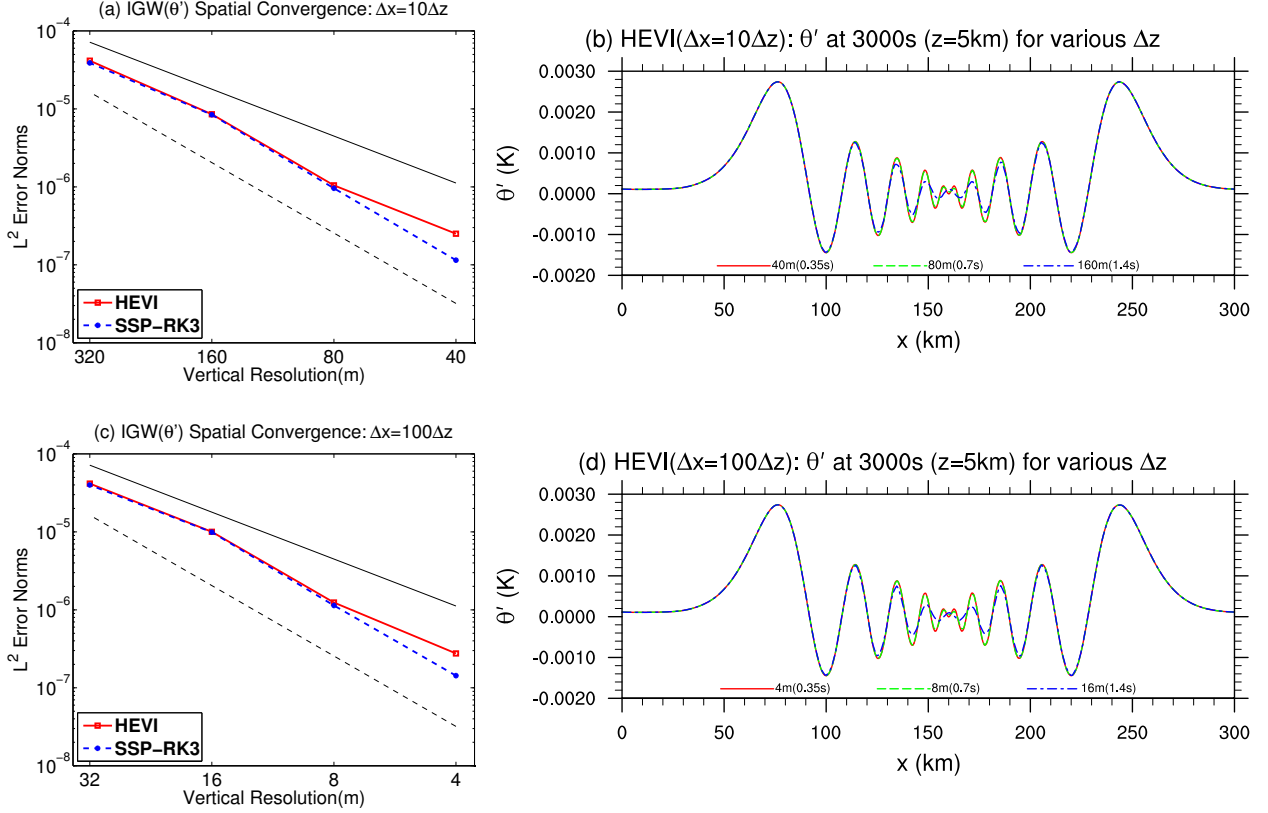 (a) IGW(θ') Spatial Convergence: Δx=10Δz
10⁻⁴
10⁻⁵
10⁻⁶
10⁻⁷
10⁻⁸
L² Error Norms
HEVI
SSP−RK3
320
160
80
40
Vertical Resolution(m)
(b) HEVI(Δx=10Δz): θ′ at 3000s (z=5km) for various Δz
0.0030
0.0020
0.0010
0.0000
-0.0010
-0.0020
θ′ (K)
40m(0.35s)
80m(0.7s)
160m(1.4s)
0
50
100
150
200
250
300
x (km)
(c) IGW(θ') Spatial Convergence: Δx=100Δz
10⁻⁴
10⁻⁵
10⁻⁶
10⁻⁷
10⁻⁸
L² Error Norms
HEVI
SSP−RK3
32
16
8
4
Vertical Resolution(m)
(d) HEVI(Δx=100Δz): θ′ at 3000s (z=5km) for various Δz
0.0030
0.0020
0.0010
0.0000
-0.0010
-0.0020
θ′ (K)
4m(0.35s)
8m(0.7s)
16m(1.4s)
0
50
100
150
200
250
300
x (km)